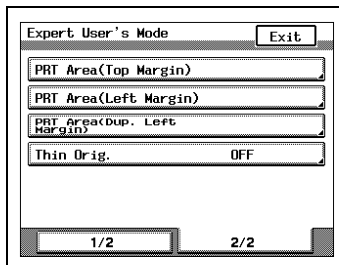 Expert User's Mode
Exit
PRT Area(Top Margin)
PRT Area(Left Margin)
PRT Area(Dup. Left
Margin)
Thin Orig. OFF
1/2 2/2